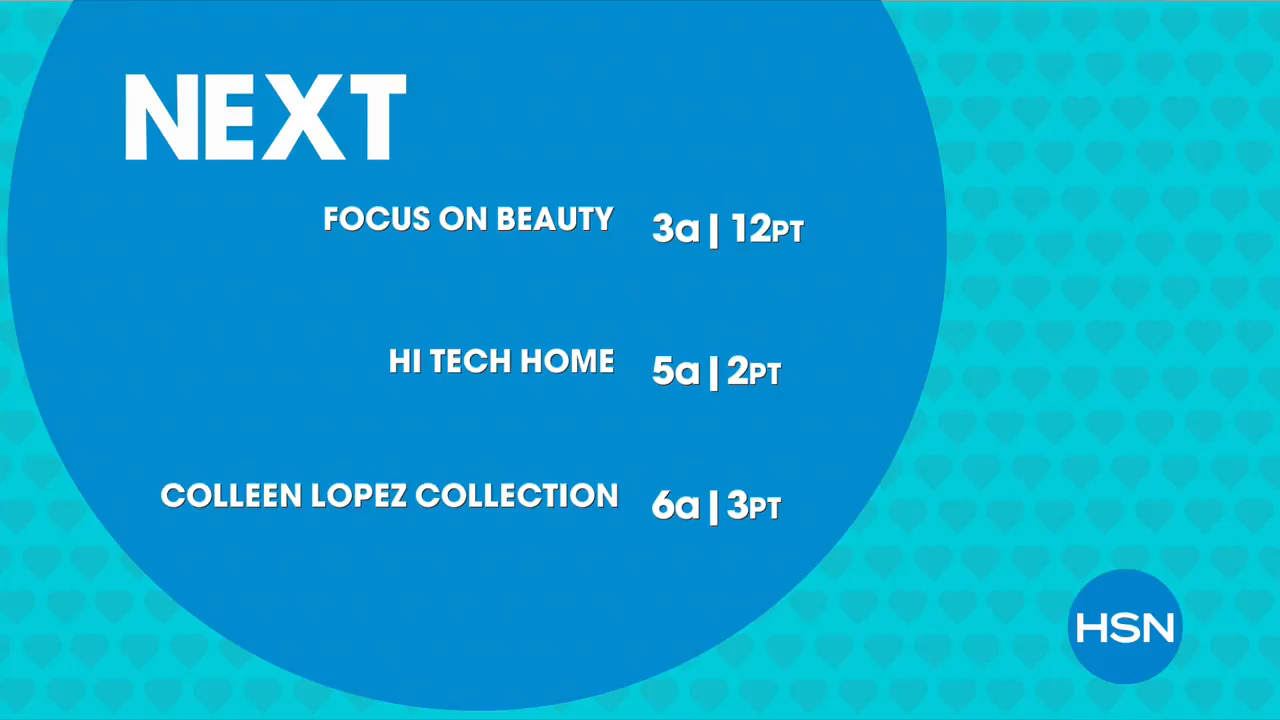 NEXT
FOCUS ON BEAUTY 3a | 12PT
HI TECH HOME 5a | 2PT
COLLEEN LOPEZ COLLECTION 6a | 3PT
HSN